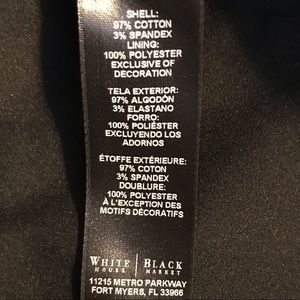 SHELL:
97% COTTON
3% SPANDEX
LINING:
100% POLYESTER
EXCLUSIVE OF
DECORATION
TELA EXTERIOR:
97% ALGODÓN
3% ELASTANO
FORRO:
100% POLIÉSTER
EXCLUYENDO LOS
ADORNOS
ÉTOFFE EXTÉRIEURE:
97% COTON
3% SPANDEX
DOUBLURE:
100% POLYESTER
À L'EXCEPTION DES
MOTIFS DÉCORATIFS
WHITE | BLACK
HOUSE | MARKET
11215 METRO PARKWAY
FORT MYERS, FL 33966